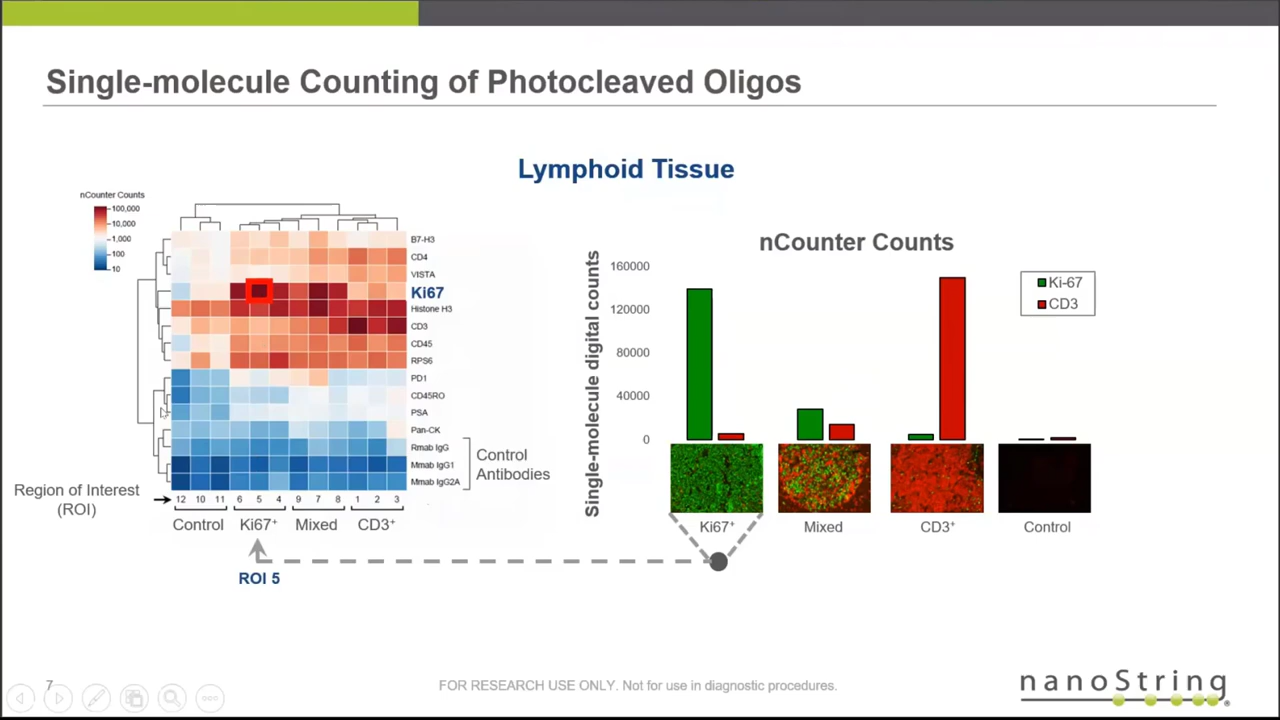 Single-molecule Counting of Photocleaved Oligos
Lymphoid Tissue
nCounter Counts
100,000
10,000
1,000
100
10
B7-H3
CD4
VISTA
Ki67
Histone H3
CD3
CD45
RPS6
PD1
CD45RO
PSA
Pan-CK
Rmab IgG
Mmab IgG1
Mmab IgG2A
Control
Antibodies
Region of Interest
(ROI)
12 10 11 6 5 4 9 7 8 1 2 3
Control Ki67⁺ Mixed CD3⁺
ROI 5
nCounter Counts
Single-molecule digital counts
160000
120000
80000
40000
0
Ki-67
CD3
Ki67⁺ Mixed CD3⁺ Control
7
FOR RESEARCH USE ONLY. Not for use in diagnostic procedures.
nanoString®